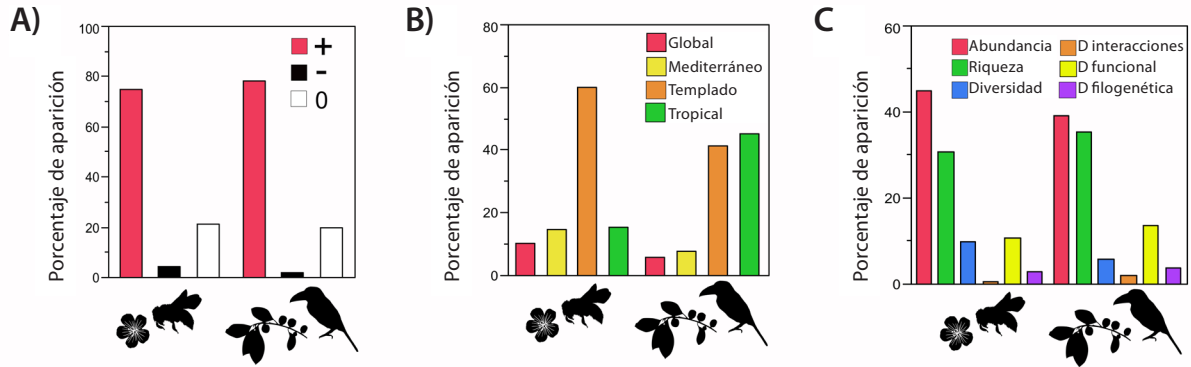 A)
Porcentaje de aparición
100
80
60
40
20
0
+
-
0
B)
Porcentaje de aparición
80
60
40
20
0
Global
Mediterráneo
Templado
Tropical
C
Porcentaje de aparición
60
40
20
0
Abundancia
Riqueza
Diversidad
D interacciones
D funcional
D filogenética